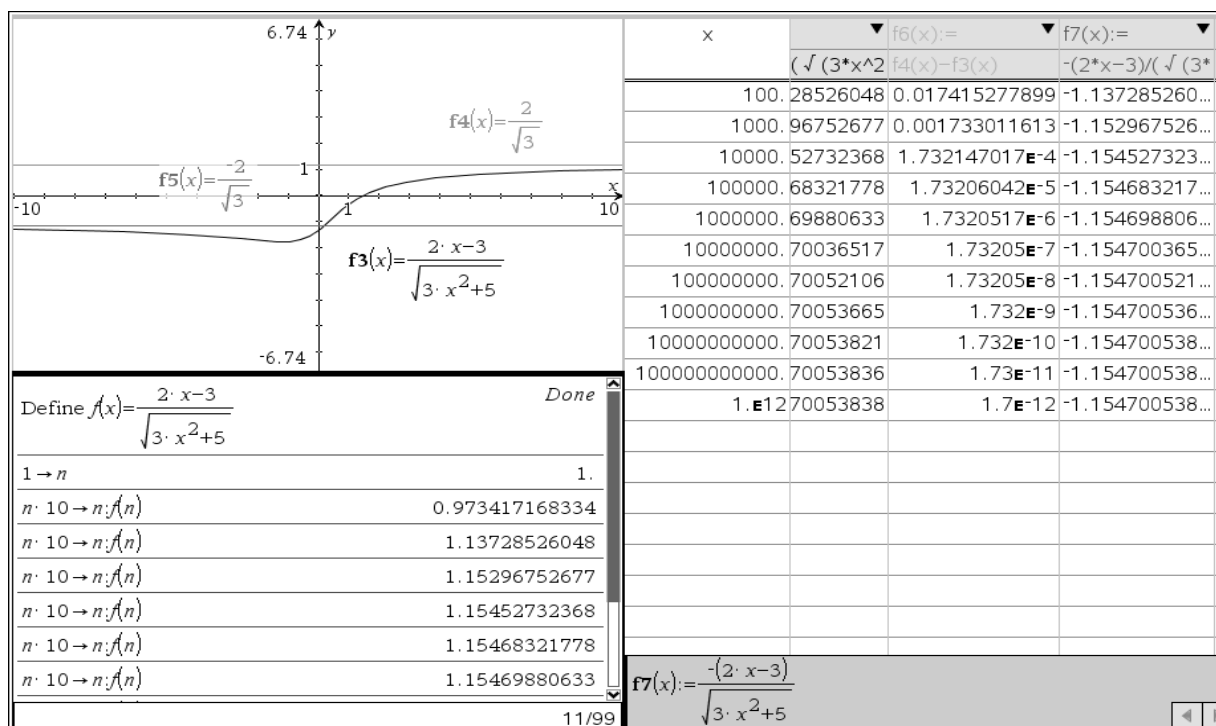 6.74 y
f4(x)=2/√3
f5(x)=-2/√3
1
x
-10 1 10
f3(x)=2·x-3/√3·x²+5
-6.74
Define f(x)=2·x-3/√3·x²+5 Done
1→n 1.
n·10→n:f(n) 0.973417168334
n·10→n:f(n) 1.13728526048
n·10→n:f(n) 1.15296752677
n·10→n:f(n) 1.15452732368
n·10→n:f(n) 1.15468321778
n·10→n:f(n) 1.15469880633
11/99
x ▼ f6(x):= ▼ f7(x):= ▼
(√(3*x^2 f4(x)-f3(x) -(2*x-3)/(√(3*
100. 28526048 0.017415277899 -1.137285260...
1000. 96752677 0.001733011613 -1.152967526...
10000. 52732368 1.732147017E-4 -1.154527323...
100000. 68321778 1.73206042E-5 -1.154683217...
1000000. 69880633 1.7320517E-6 -1.154698806...
10000000. 70036517 1.73205E-7 -1.154700365...
100000000. 70052106 1.73205E-8 -1.154700521...
1000000000. 70053665 1.732E-9 -1.154700536...
10000000000. 70053821 1.732E-10 -1.154700538...
100000000000. 70053836 1.73E-11 -1.154700538...
1.E12 70053838 1.7E-12 -1.154700538...
f7(x):=-(2·x-3)/√3·x²+5